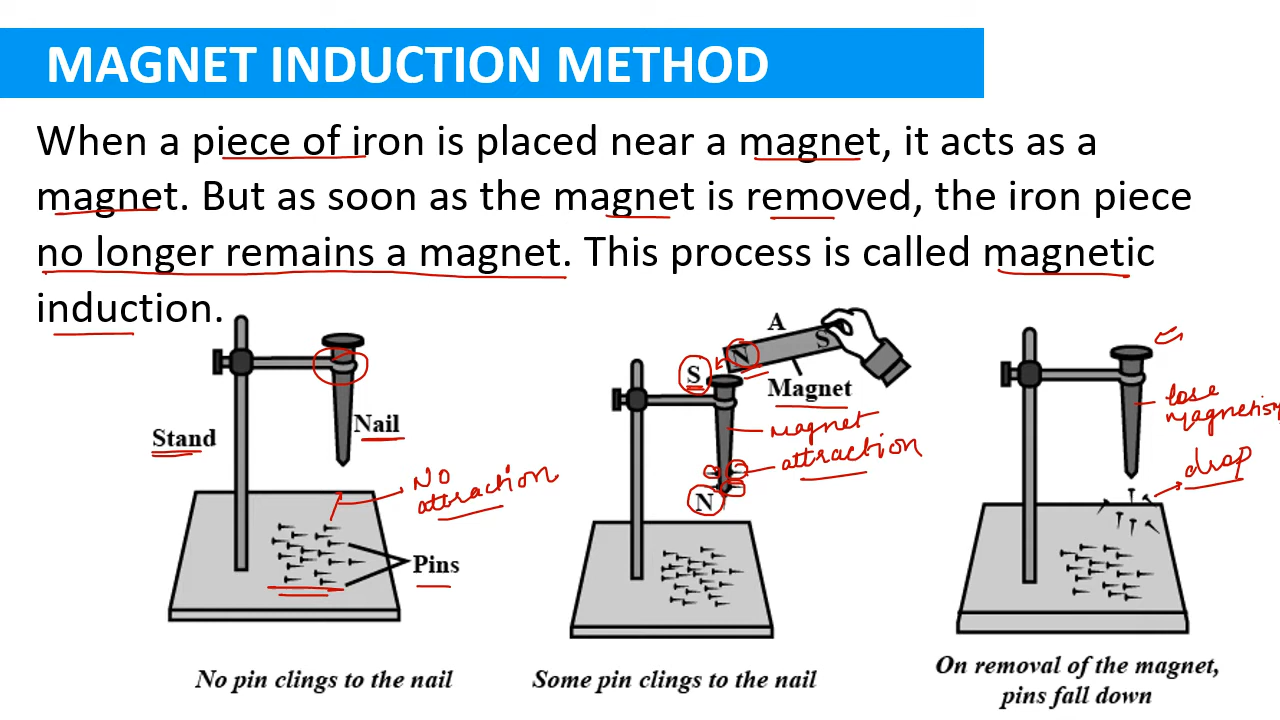 MAGNET INDUCTION METHOD
When a piece of iron is placed near a magnet, it acts as a
magnet. But as soon as the magnet is removed, the iron piece
no longer remains a magnet. This process is called magnetic
induction.
Nail
Stand
No
attraction
Pins
No pin clings to the nail
A
N
S
S
Magnet
magnet
attraction
N
Some pin clings to the nail
lose
magnetism
drop
On removal of the magnet,
pins fall down